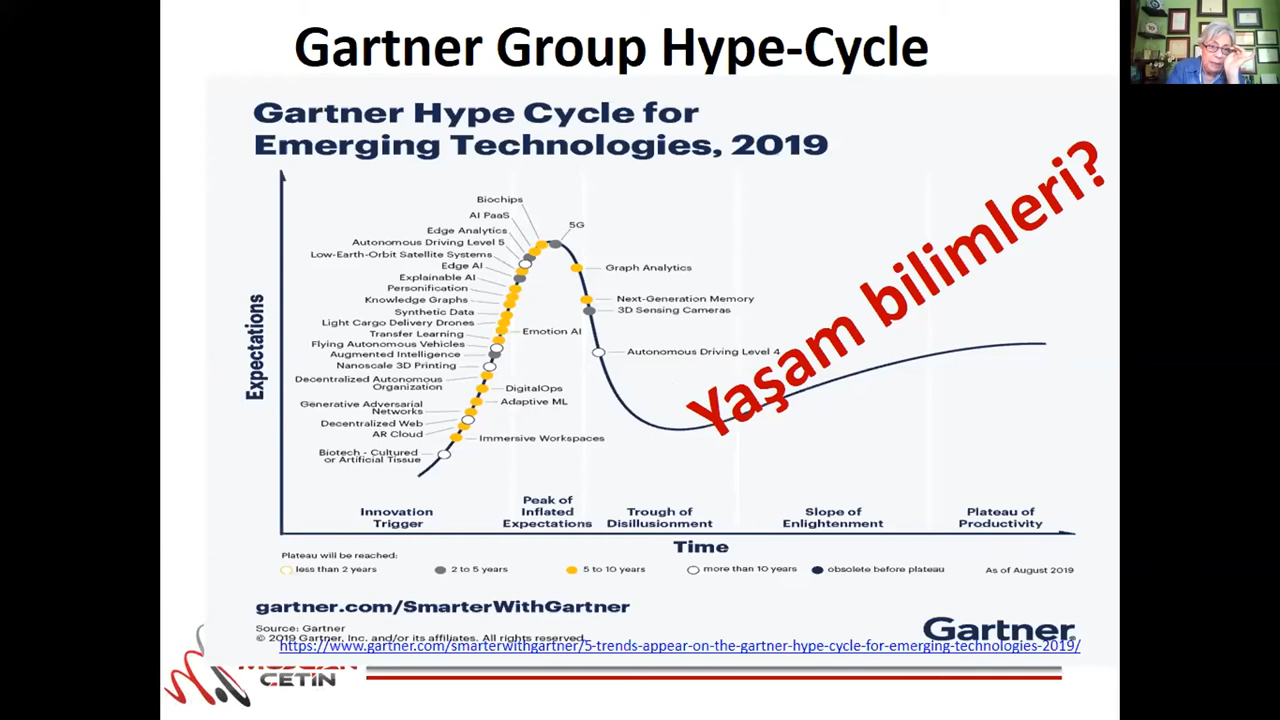 Gartner Group Hype-Cycle
Gartner Hype Cycle for
Emerging Technologies, 2019
Yaşam bilimleri?
Biochips
AI PaaS
Edge Analytics
Autonomous Driving Level 5
Low-Earth-Orbit Satellite Systems
Edge AI
Explainable AI
Personification
Knowledge Graphs
Synthetic Data
Light Cargo Delivery Drones
Transfer Learning
Flying Autonomous Vehicles
Augmented Intelligence
Nanoscale 3D Printing
Decentralized Autonomous
Organization
Generative Adversarial
Networks
Decentralized Web
AR Cloud
Biotech - Cultured
or Artificial Tissue
5G
Graph Analytics
Next-Generation Memory
3D Sensing Cameras
Emotion AI
Autonomous Driving Level 4
DigitalOps
Adaptive ML
Immersive Workspaces
Expectations
Innovation
Trigger
Peak of
Inflated
Expectations
Trough of
Disillusionment
Slope of
Enlightenment
Plateau of
Productivity
Time
Plateau will be reached:
less than 2 years
2 to 5 years
5 to 10 years
more than 10 years
obsolete before plateau
As of August 2019
gartner.com/SmarterWithGartner
Source: Gartner
© 2019 Gartner, Inc. and/or its affiliates. All rights reserved.
Gartner
https://www.gartner.com/smarterwithgartner/5-trends-appear-on-the-gartner-hype-cycle-for-emerging-technologies-2019/
CETIN